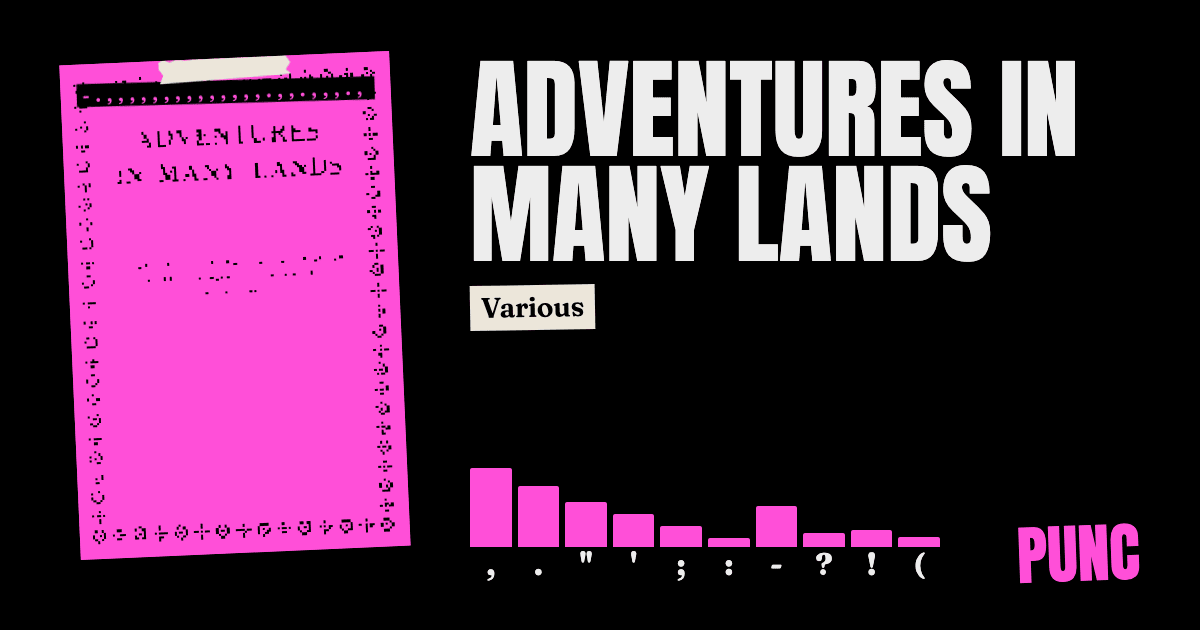 -.,,,,,,,,,,,,,,,,,.,,..,,,.,
ADVENTURES
IN MANY LANDS
ADVENTURES IN
MANY LANDS
Various
, . " ' ; : - ? ! (
PUNC